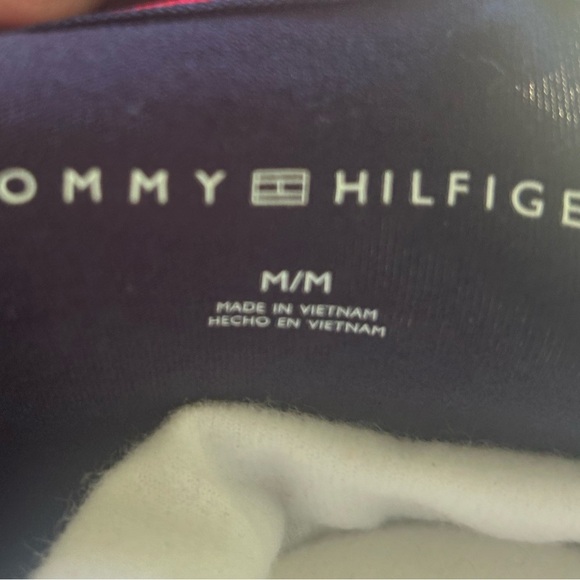 OMMY HILFIGE
M/M
MADE IN VIETNAM
HECHO EN VIETNAM